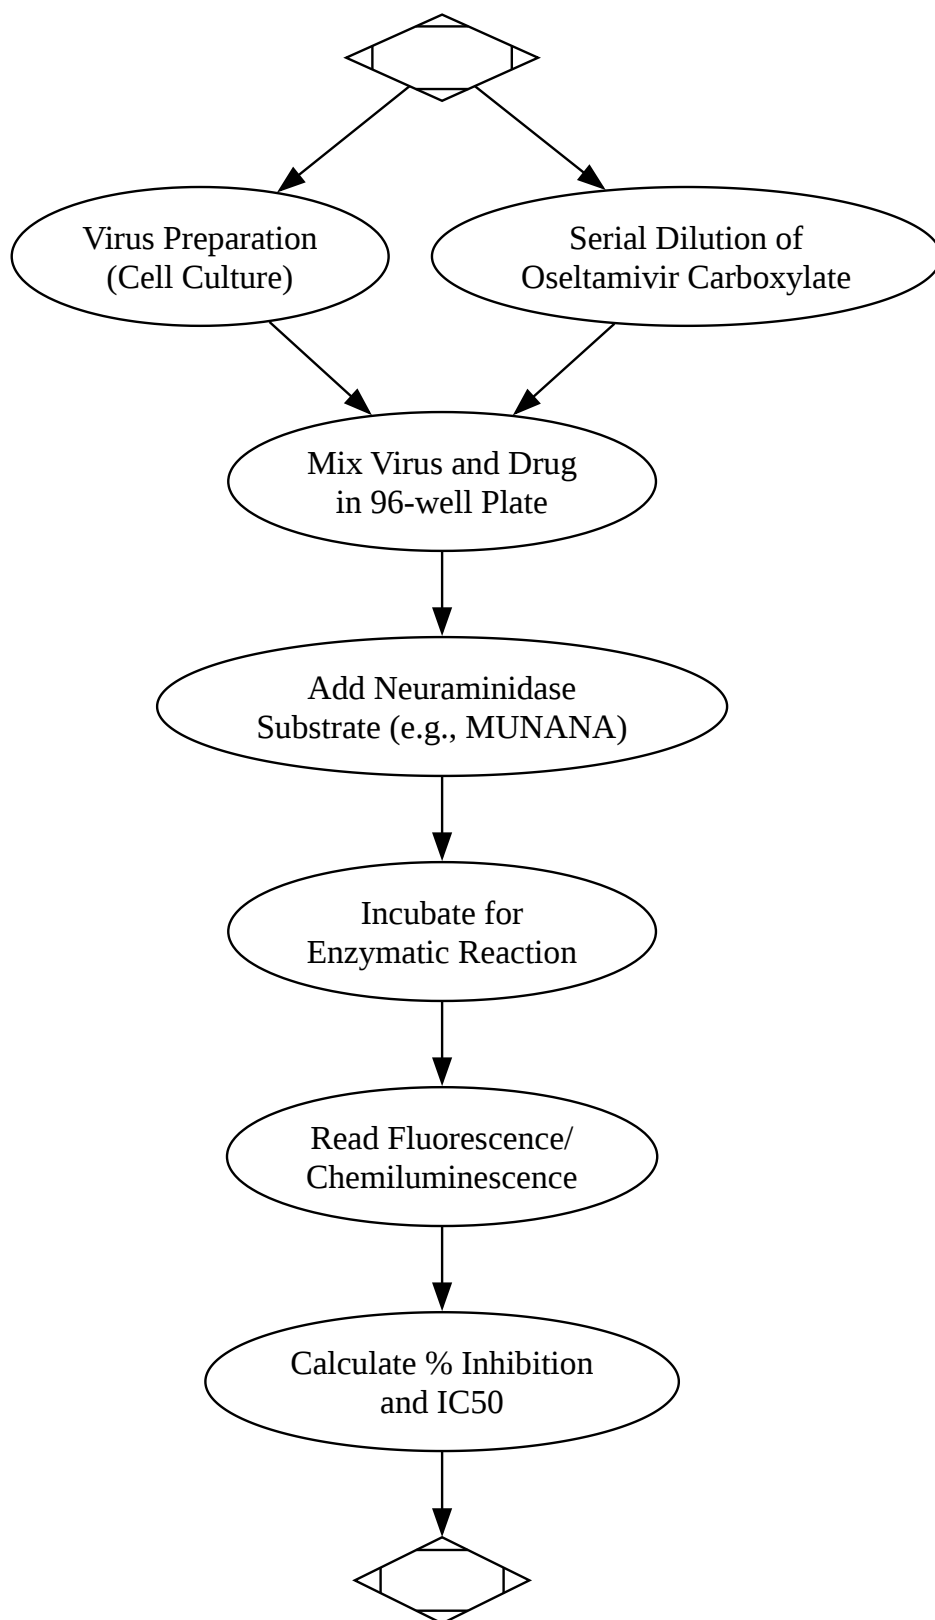 Virus Preparation
(Cell Culture)
Serial Dilution of
Oseltamivir Carboxylate
Mix Virus and Drug
in 96-well Plate
Add Neuraminidase
Substrate (e.g., MUNANA)
Incubate for
Enzymatic Reaction
Read Fluorescence/
Chemiluminescence
Calculate % Inhibition
and IC50